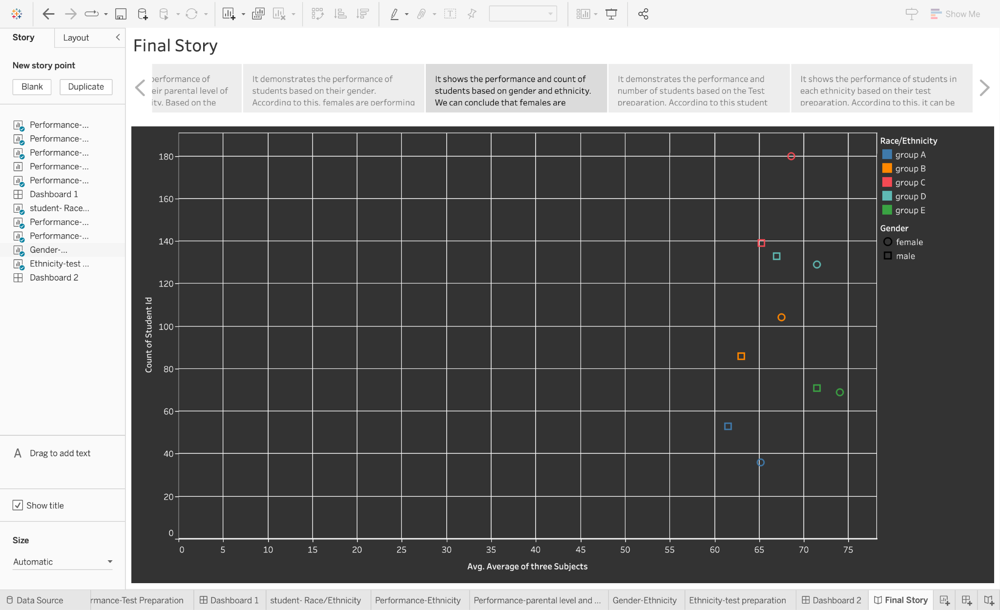 Show Me
Story
Layout
New story point
Blank
Duplicate
Performance-...
Performance-...
Performance-...
Performance-...
Performance-...
Dashboard 1
student- Race...
Performance-...
Performance-...
Gender-...
Ethnicity-test ...
Dashboard 2
A Drag to add text
Show title
Size
Automatic
Final Story
performance of
eir parental level of
ity. Based on the
It demonstrates the performance of
students based on their gender.
According to this, females are performing
It shows the performance and count of
students based on gender and ethnicity.
We can conclude that females are
It demonstrates the performance and
number of students based on the Test
preparation. According to this student
It shows the performance of students in
each ethnicity based on their test
preparation. According to this, it can be
Count of Student Id
180
160
140
120
100
80
60
40
20
0
0 5 10 15 20 25 30 35 40 45 50 55 60 65 70 75
Avg. Average of three Subjects
Race/Ethnicity
group A
group B
group C
group D
group E
Gender
female
male
Data Source
rmance-Test Preparation
Dashboard 1
student- Race/Ethnicity
Performance-Ethnicity
Performance-parental level and ...
Gender-Ethnicity
Ethnicity-test preparation
Dashboard 2
Final Story